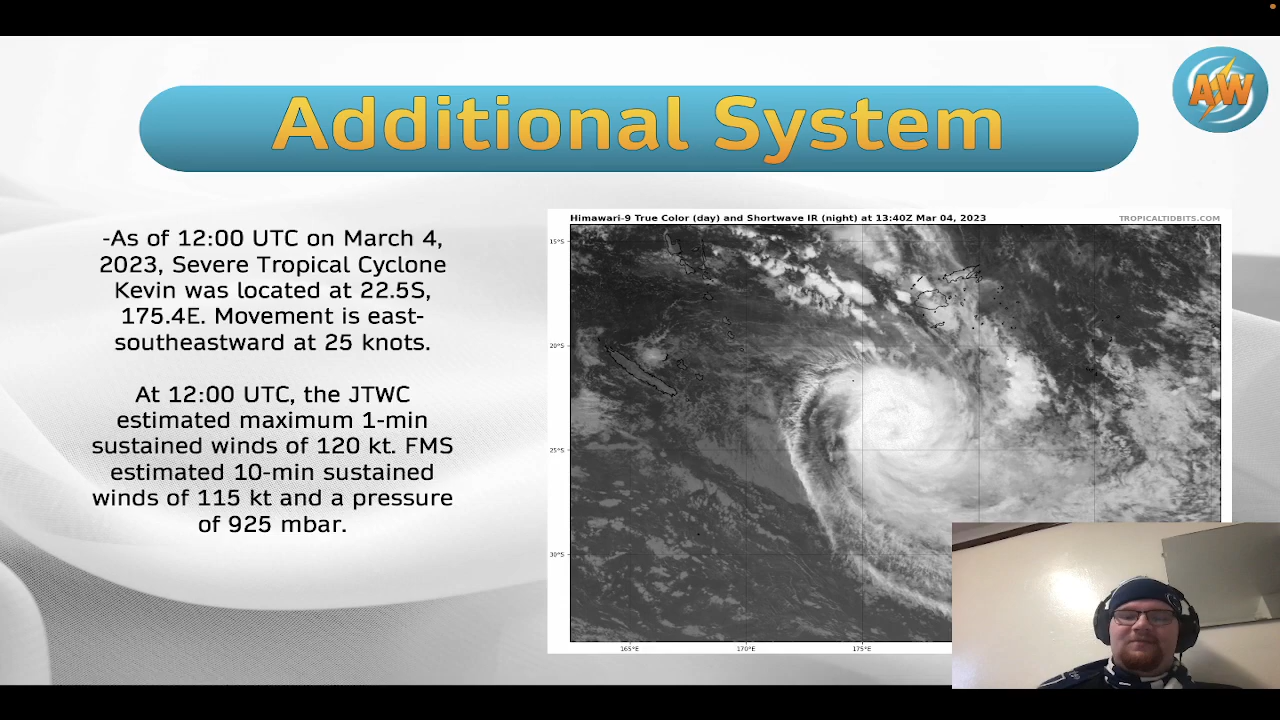 AW
Additional System
-As of 12:00 UTC on March 4,
2023, Severe Tropical Cyclone
Kevin was located at 22.5S,
175.4E. Movement is east-
southeastward at 25 knots.
At 12:00 UTC, the JTWC
estimated maximum 1-min
sustained winds of 120 kt. FMS
estimated 10-min sustained
winds of 115 kt and a pressure
of 925 mbar.
Himawari-9 True Color (day) and Shortwave IR (night) at 13:40Z Mar 04, 2023
TROPICALTIDBITS.COM
15°S
20°S
25°S
30°S
165°E
170°E
175°E